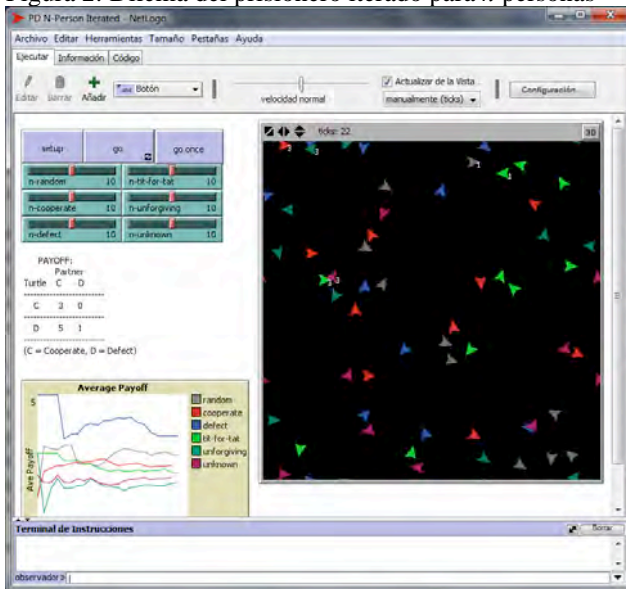 Figura 2. Dilema del prisionero iterado para n personas
PD N-Person Iterated - NetLogo
Archivo Editar Herramientas Tamaño Pestañas Ayuda
Ejecutar Información Código
Editar Borrar Añadir
Botón
velocidad normal
Actualizar de la Vista
manualmente (ticks)
Configuración...
setup go go once
ticks: 22
3D
n-random 10 n-tit-for-tat 10
n-cooperate 10 n-unforgiving 10
n-defect 10 n-unknown 10
PAYOFF:
Partner
Turtle C D
C 3 0
D 5 1
(C = Cooperate, D = Defect)
Average Payoff
5
Ave Payoff
random
cooperate
defect
tit-for-tat
unforgiving
unknown
Terminal de Instrucciones
Borrar
observador>